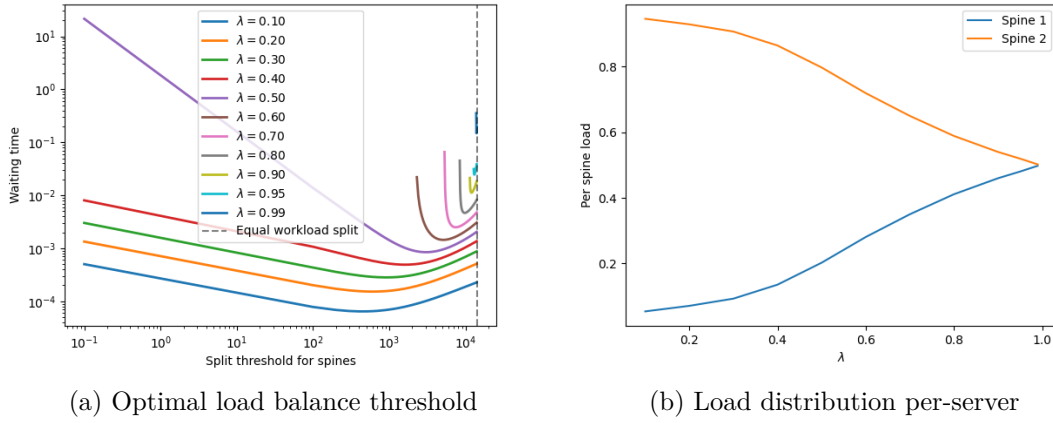 10^1
10^0
10^{-1}
10^{-2}
10^{-3}
10^{-4}
Waiting time
λ = 0.10
λ = 0.20
λ = 0.30
λ = 0.40
λ = 0.50
λ = 0.60
λ = 0.70
λ = 0.80
λ = 0.90
λ = 0.95
λ = 0.99
Equal workload split
10^{-1} 10^0 10^1 10^2 10^3 10^4
Split threshold for spines
(a) Optimal load balance threshold
Spine 1
Spine 2
0.8
0.6
0.4
0.2
Per spine load
0.2 0.4 0.6 0.8 1.0
λ
(b) Load distribution per-server